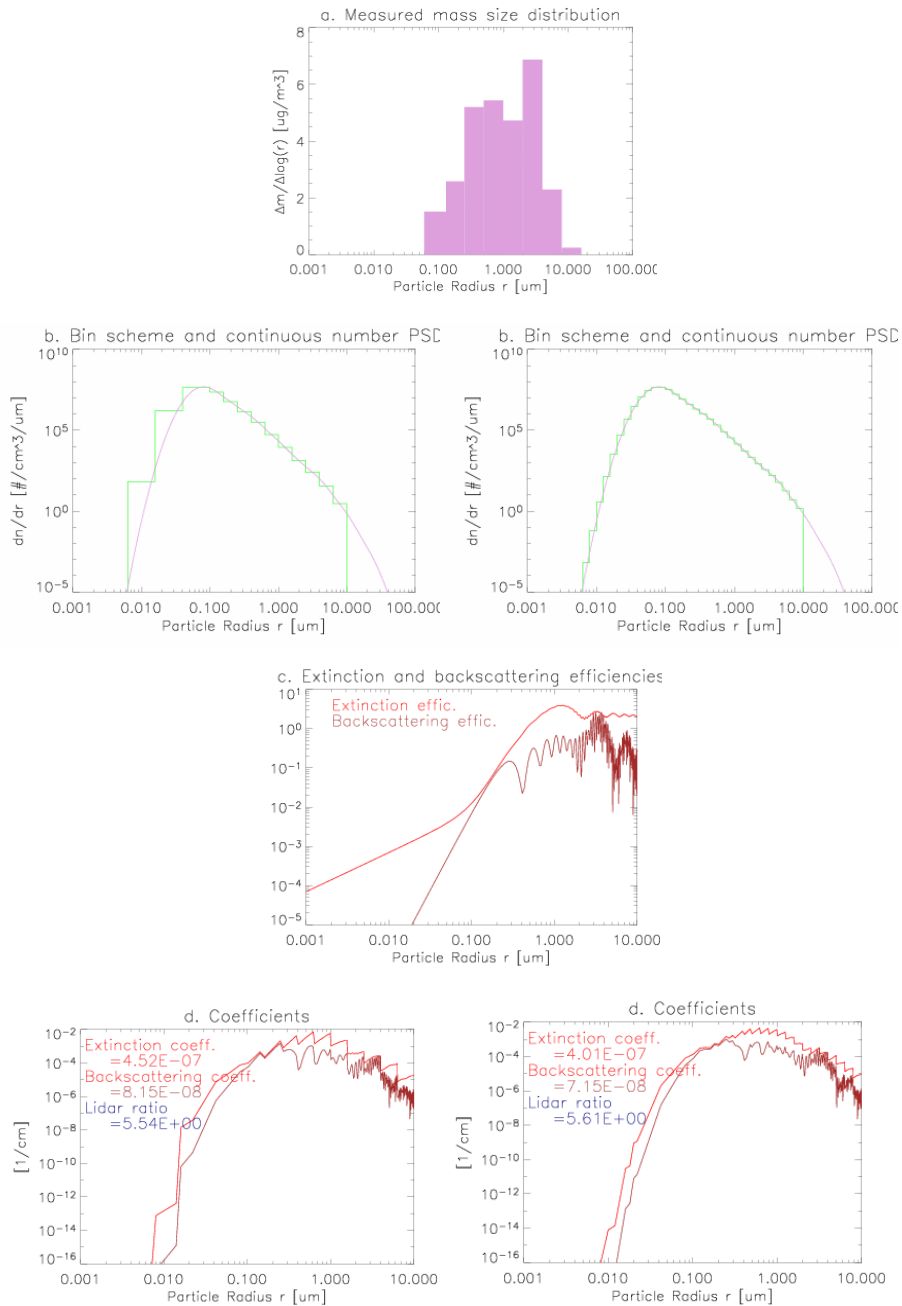 a. Measured mass size distribution
8
6
4
2
0
Δm/Δlog(r) [ug/m^3]
0.001 0.010 0.100 1.000 10.000 100.00
Particle Radius r [um]
b. Bin scheme and continuous number PSD
10^10
10^5
10^0
10^-5
dn/dr [#/cm^3/um]
0.001 0.010 0.100 1.000 10.000 100.00
Particle Radius r [um]
b. Bin scheme and continuous number PSD
10^10
10^5
10^0
10^-5
dn/dr [#/cm^3/um]
0.001 0.010 0.100 1.000 10.000 100.00
Particle Radius r [um]
c. Extinction and backscattering efficiencies
10^1
10^0
10^-1
10^-2
10^-3
10^-4
10^-5
Extinction effic.
Backscattering effic.
0.001 0.010 0.100 1.000 10.000
Particle Radius r [um]
d. Coefficients
10^-2
10^-4
10^-6
10^-8
10^-10
10^-12
10^-14
10^-16
[1/cm]
Extinction coeff.
=4.52E-07
Backscattering coeff.
=8.15E-08
Lidar ratio
=5.54E+00
0.001 0.010 0.100 1.000 10.000
Particle Radius r [um]
d. Coefficients
10^-2
10^-4
10^-6
10^-8
10^-10
10^-12
10^-14
10^-16
[1/cm]
Extinction coeff.
=4.01E-07
Backscattering coeff.
=7.15E-08
Lidar ratio
=5.61E+00
0.001 0.010 0.100 1.000 10.000
Particle Radius r [um]